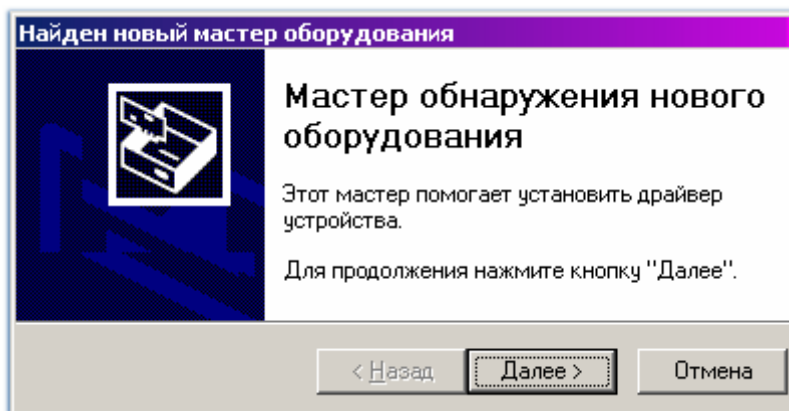 Найден новый мастер оборудования
Мастер обнаружения нового
оборудования
Этот мастер помогает установить драйвер
устройства.
Для продолжения нажмите кнопку "Далее".
< Назад
Далее >
Отмена